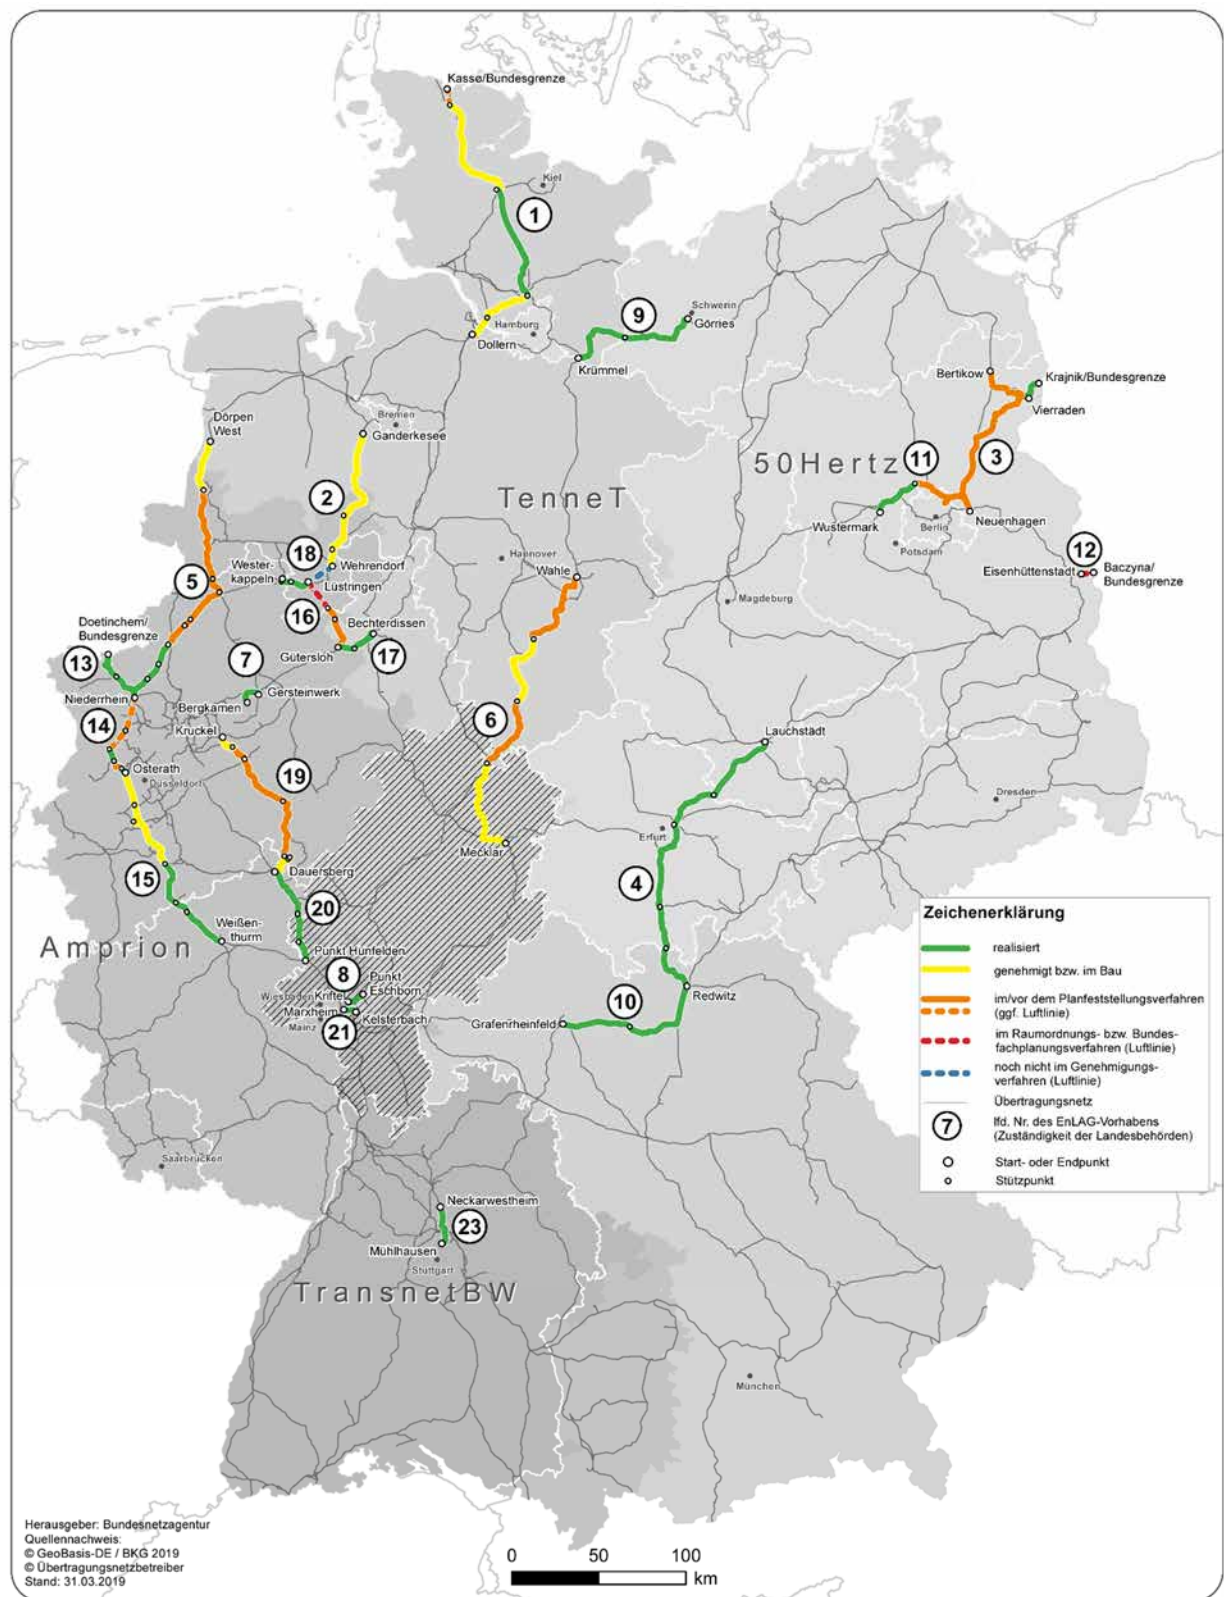 Kassø/Bundesgrenze
Kiel
1
Schwerin
9
Görries
Hamburg
Dollern
Krümmel
Bertikow
Krajnik/Bundesgrenze
Vierraden
Dörpen
West
Bremen
Ganderkesee
50Hertz
11
3
TenneT
2
Wustermark
Berlin
Neuenhagen
Potsdam
18
Hannover
Wester-
kappeln
Wehrendorf
Wahle
12
Eisenhüttenstadt
Baczyna/
Bundesgrenze
5
Lüstringen
Magdeburg
16
Doetinchem/
Bundesgrenze
Bechterdissen
13
7
Gütersloh
17
Niederrhein
Gersteinwerk
Bergkamen
14
Kruckel
6
Lauchstädt
Osterath
Düsseldorf
19
Dresden
Erfurt
Mecklar
15
Dauersberg
4
20
Weißen-
thurm
Amprion
Punkt Hünfelden
8
Punkt
Eschborn
Wiesbaden
Kriftel
Marxheim
Kelsterbach
Mainz
21
Redwitz
10
Grafenrheinfeld
Saarbrücken
Neckarwestheim
23
Mühlhausen
Stuttgart
TransnetBW
München
Zeichenerklärung
realisiert
genehmigt bzw. im Bau
im/vor dem Planfeststellungsverfahren
(ggf. Luftlinie)
im Raumordnungs- bzw. Bundes-
fachplanungsverfahren (Luftlinie)
noch nicht im Genehmigungs-
verfahren (Luftlinie)
Übertragungsnetz
7
lfd. Nr. des EnLAG-Vorhabens
(Zuständigkeit der Landesbehörden)
Start- oder Endpunkt
Stützpunkt
Herausgeber: Bundesnetzagentur
Quellennachweis:
© GeoBasis-DE / BKG 2019
© Übertragungsnetzbetreiber
Stand: 31.03.2019
0 50 100
km